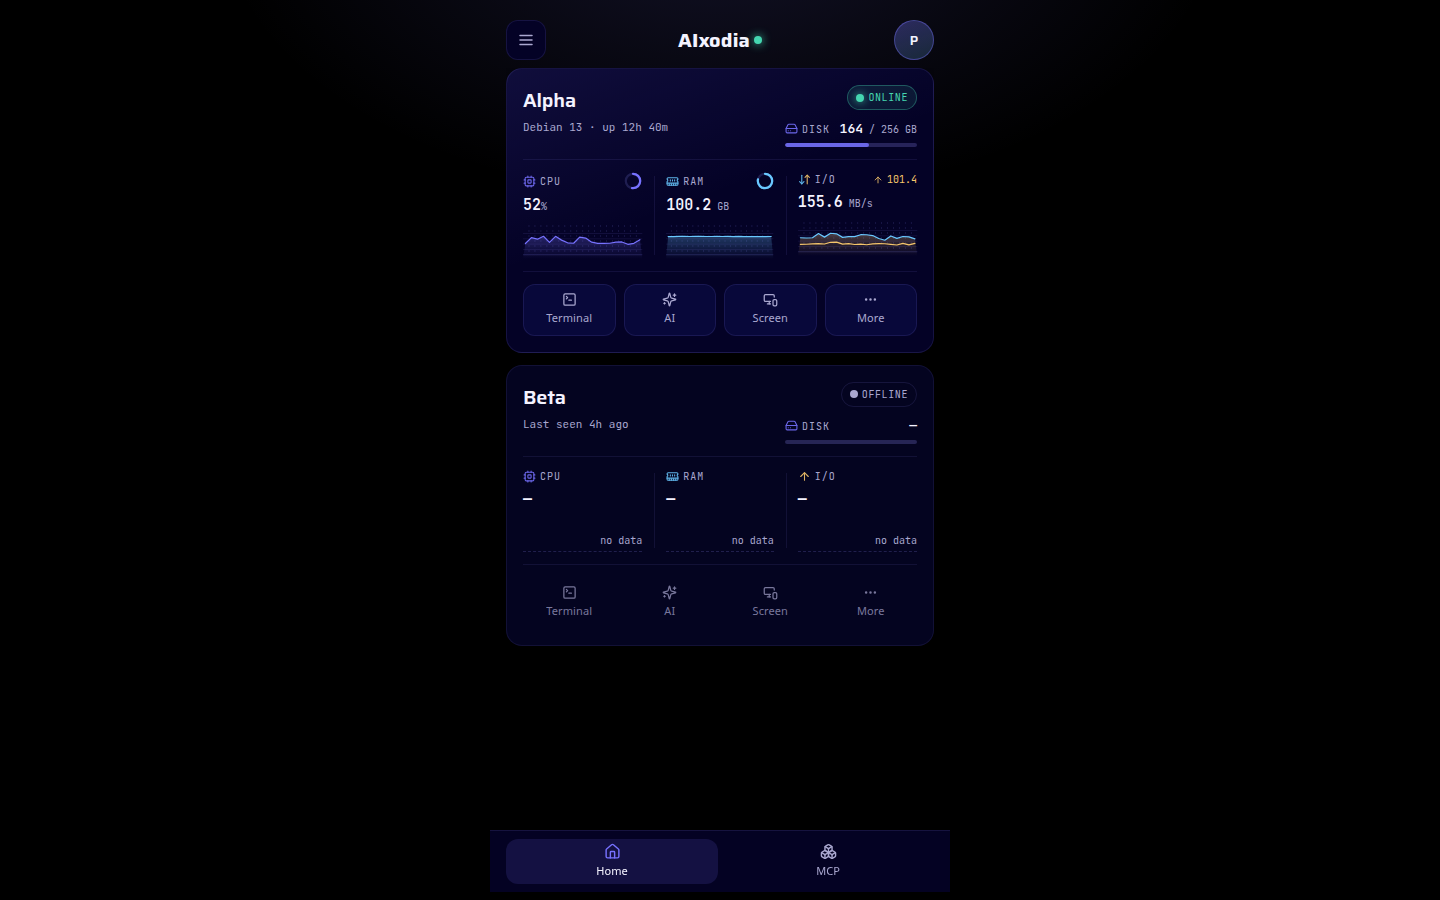 AIxodia
P
Alpha
ONLINE
Debian 13 · up 12h 40m
DISK 164 / 256 GB
CPU
52%
RAM
100.2 GB
I/O
101.4
155.6 MB/s
Terminal
AI
Screen
More
Beta
OFFLINE
Last seen 4h ago
DISK —
CPU
—
no data
RAM
—
no data
I/O
—
no data
Terminal
AI
Screen
More
Home
MCP